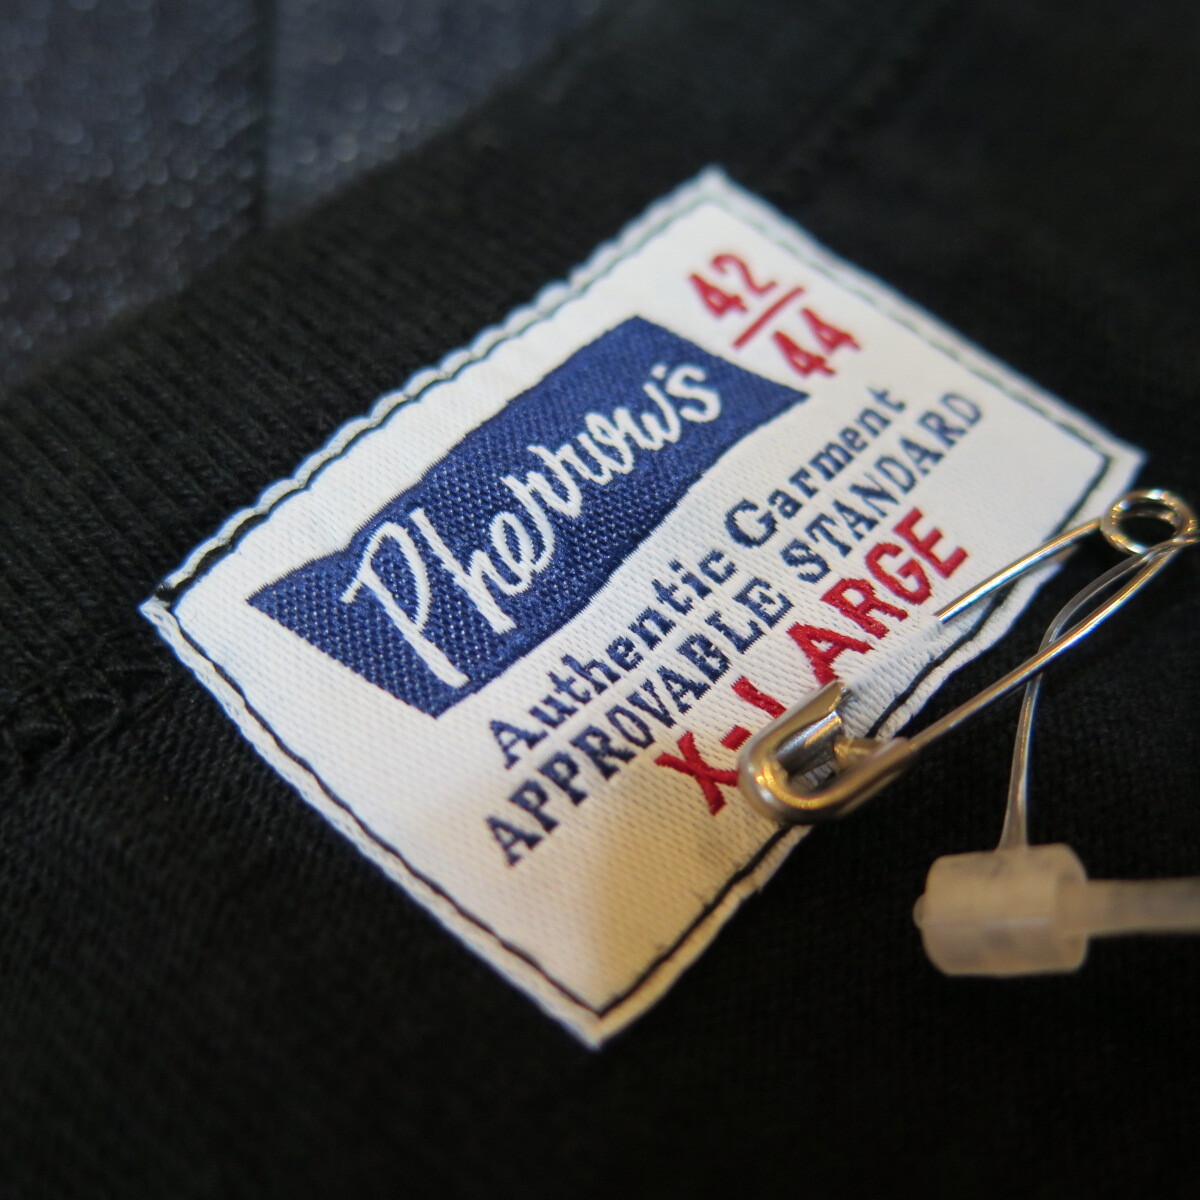 42
44
Pherrow's
Authentic Garment
APPROVABLE STANDARD
X-LARGE